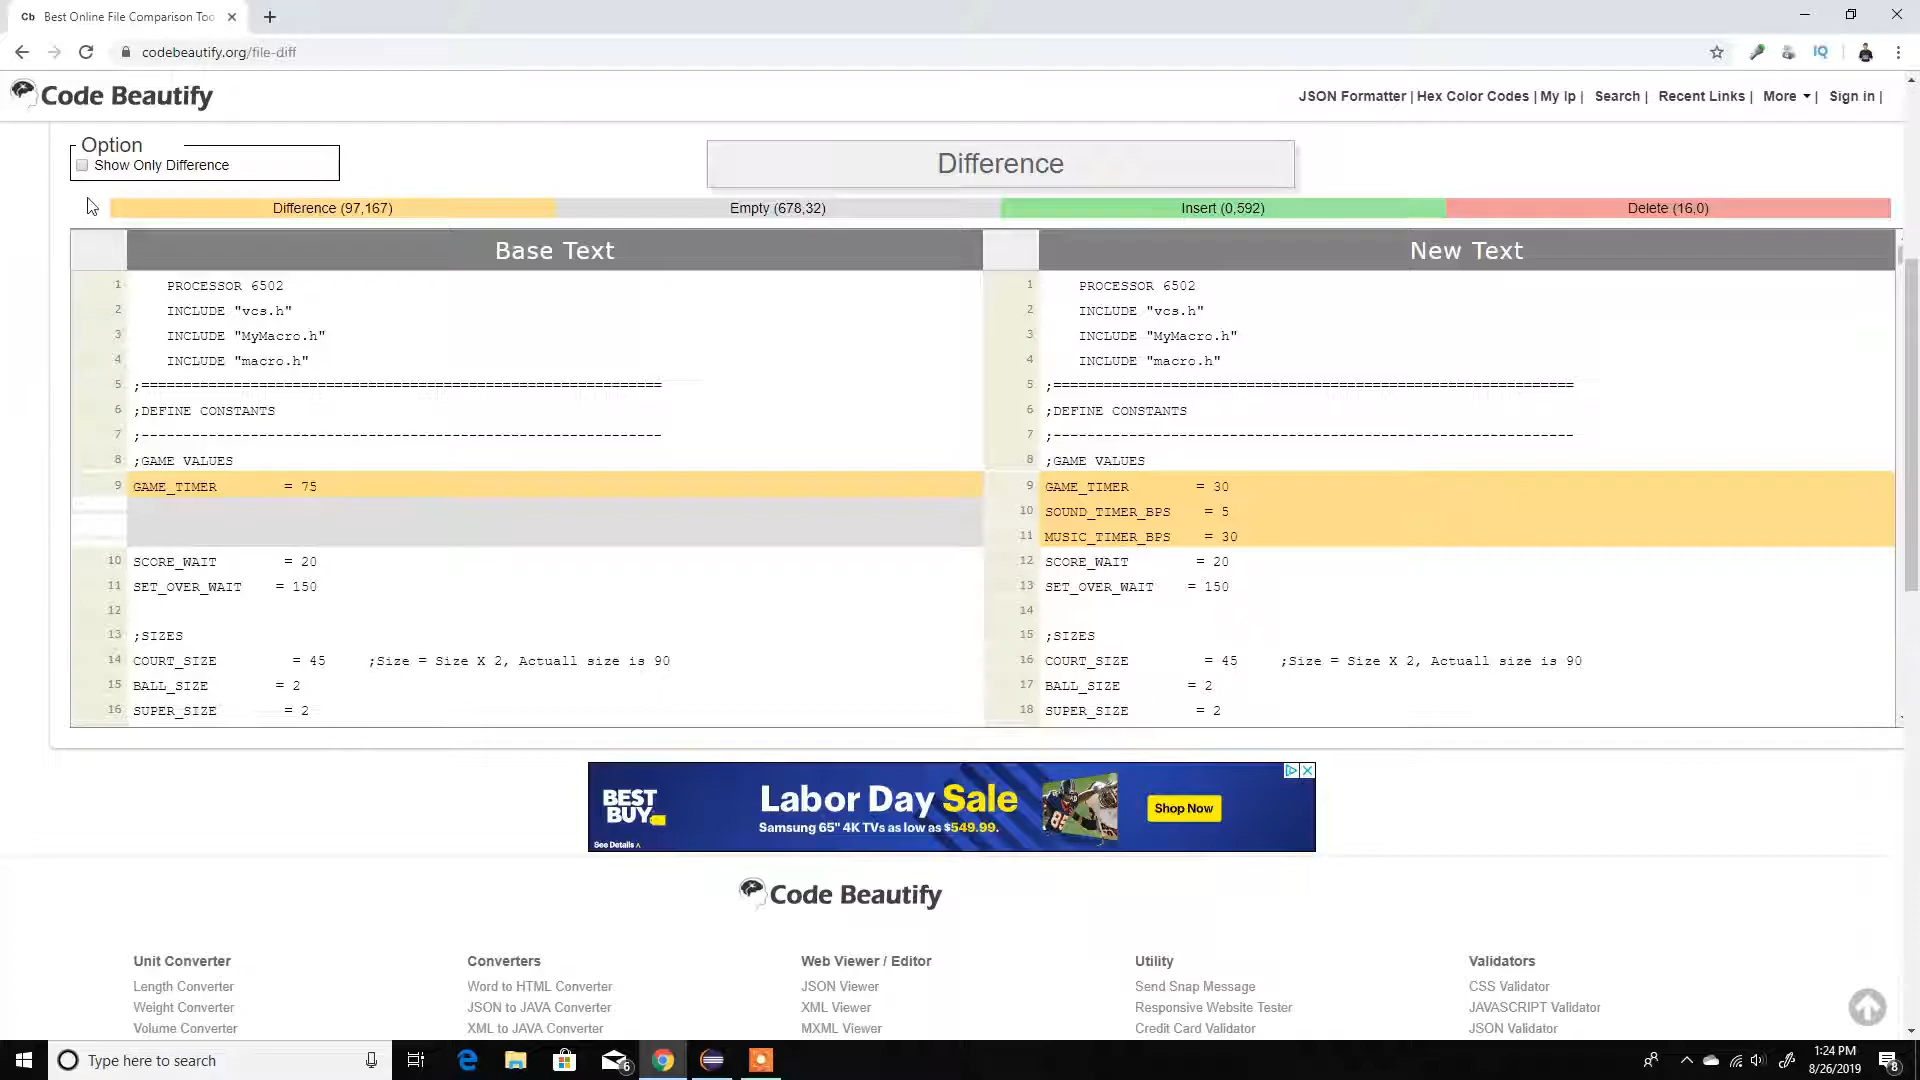 Cb Best Online File Comparison Too
codebeautify.org/file-diff
IQ
Code Beautify
JSON Formatter | Hex Color Codes | My Ip | Search | Recent Links | More | Sign in |
Option
Show Only Difference
Difference
Difference (97,167) Empty (678,32) Insert (0,592) Delete (16,0)
Base Text
1 PROCESSOR 6502
2 INCLUDE "vcs.h"
3 INCLUDE "MyMacro.h"
4 INCLUDE "macro.h"
5 ;==============================================================
6 ;DEFINE CONSTANTS
7 ;--------------------------------------------------------------
8 ;GAME VALUES
9 GAME_TIMER = 75
10 SCORE_WAIT = 20
11 SET_OVER_WAIT = 150
12
13 ;SIZES
14 COURT_SIZE = 45 ;Size = Size X 2, Actuall size is 90
15 BALL_SIZE = 2
16 SUPER_SIZE = 2
New Text
1 PROCESSOR 6502
2 INCLUDE "vcs.h"
3 INCLUDE "MyMacro.h"
4 INCLUDE "macro.h"
5 ;==============================================================
6 ;DEFINE CONSTANTS
7 ;--------------------------------------------------------------
8 ;GAME VALUES
9 GAME_TIMER = 30
10 SOUND_TIMER_BPS = 5
11 MUSIC_TIMER_BPS = 30
12 SCORE_WAIT = 20
13 SET_OVER_WAIT = 150
14
15 ;SIZES
16 COURT_SIZE = 45 ;Size = Size X 2, Actuall size is 90
17 BALL_SIZE = 2
18 SUPER_SIZE = 2
BEST
BUY
See Details
Labor Day Sale
Samsung 65" 4K TVs as low as $549.99.
85
Shop Now
Code Beautify
Unit Converter
Length Converter
Weight Converter
Volume Converter
Converters
Word to HTML Converter
JSON to JAVA Converter
XML to JAVA Converter
Web Viewer / Editor
JSON Viewer
XML Viewer
MXML Viewer
Utility
Send Snap Message
Responsive Website Tester
Credit Card Validator
Validators
CSS Validator
JAVASCRIPT Validator
JSON Validator
Type here to search
6
1:24 PM
8/26/2019
8